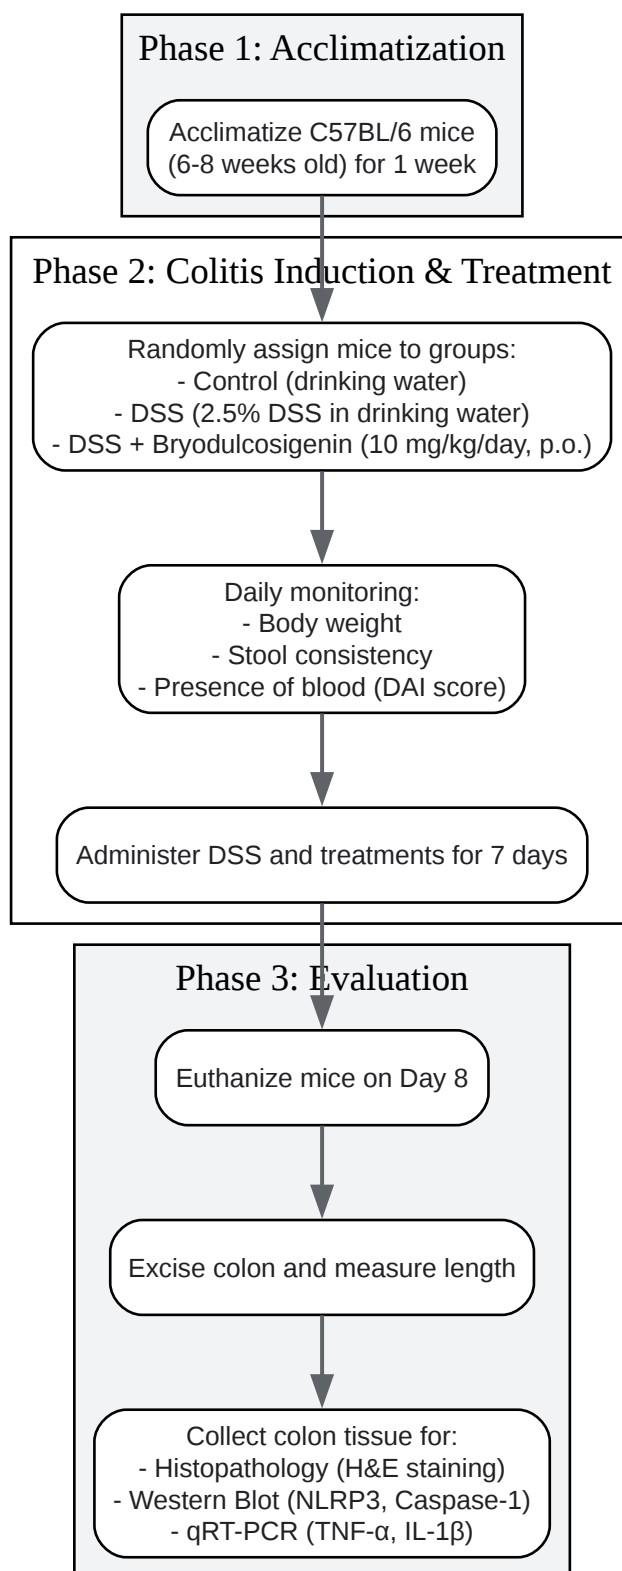 Phase 1: Acclimatization
Acclimatize C57BL/6 mice
(6-8 weeks old) for 1 week
Phase 2: Colitis Induction & Treatment
Randomly assign mice to groups:
- Control (drinking water)
- DSS (2.5% DSS in drinking water)
- DSS + Bryodulcosigenin (10 mg/kg/day, p.o.)
Daily monitoring:
- Body weight
- Stool consistency
- Presence of blood (DAI score)
Administer DSS and treatments for 7 days
Phase 3: Evaluation
Euthanize mice on Day 8
Excise colon and measure length
Collect colon tissue for:
- Histopathology (H&E staining)
- Western Blot (NLRP3, Caspase-1)
- qRT-PCR (TNF-α, IL-1β)